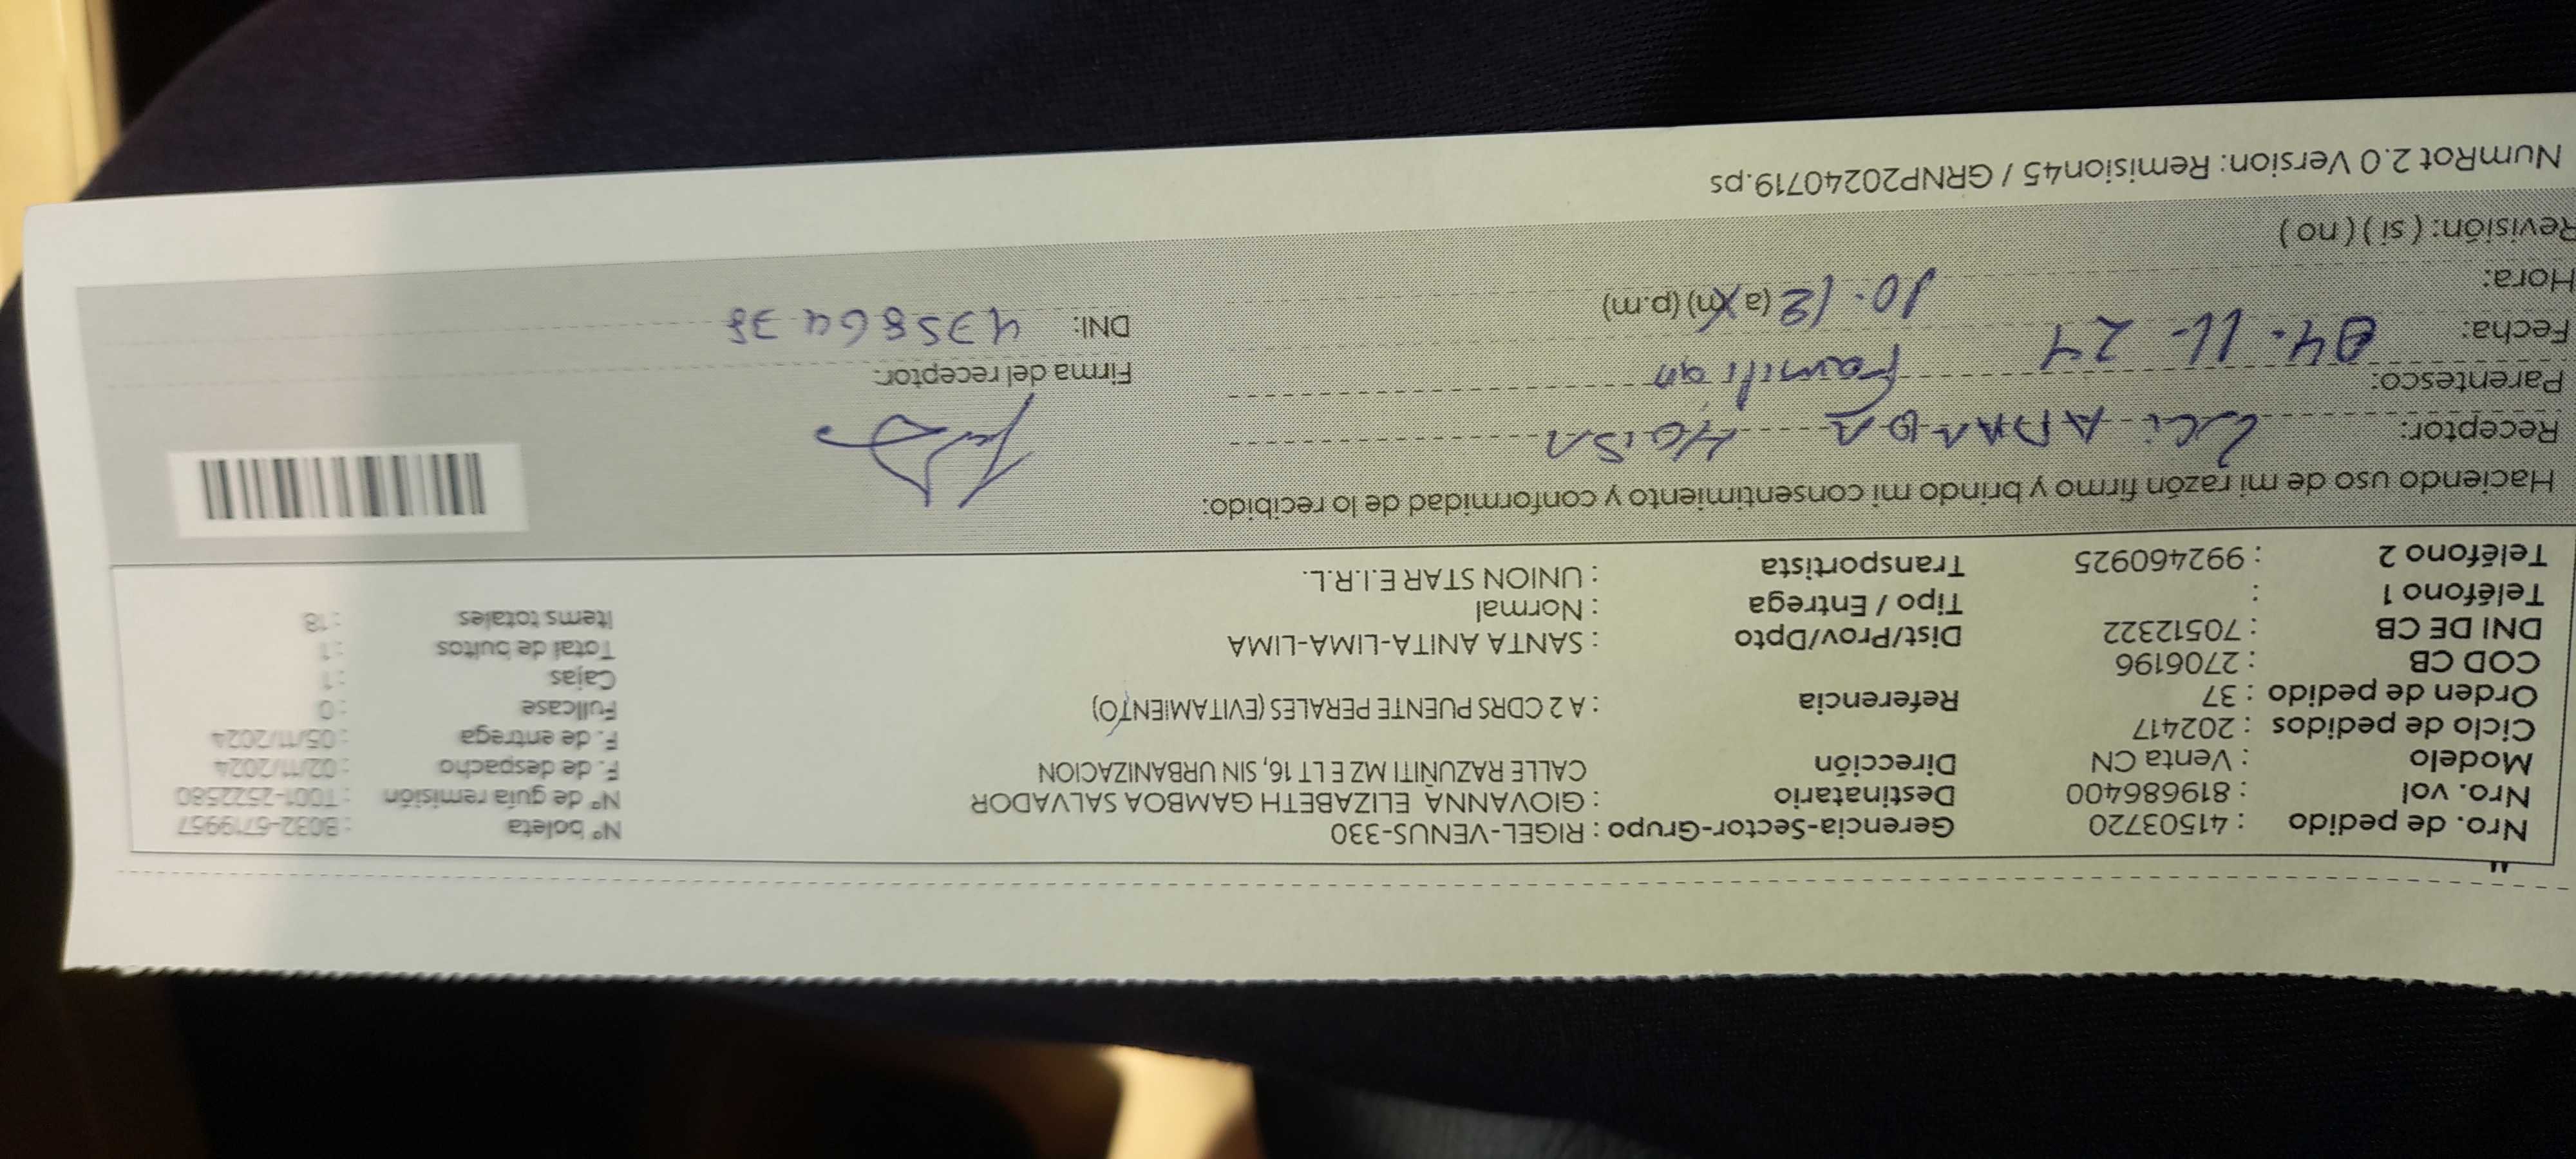 Nro. de pedido : 41503720 Gerencia-Sector-Grupo : RIGEL-VENUS-330 N° boleta : B032-6719957
Nro. vol : 819686400 Destinatario : GIOVANNA ELIZABETH GAMBOA SALVADOR N° de guía remisión : T001-2522580
Modelo : Venta CN Dirección CALLE RAZUÑITI MZ E LT 16, SIN URBANIZACION F. de despacho : 02/11/2024
Ciclo de pedidos : 202417 F. de entrega : 05/11/2024
Orden de pedido : 37 Referencia : A 2 CDRS PUENTE PERALES (EVITAMIENTO) Fullcase : 0
COD CB : 2706196 Cajas : 1
DNI DE CB : 70512322 Dist/Prov/Dpto : SANTA ANITA-LIMA-LIMA Total de bultos : 1
Teléfono 1 : Tipo / Entrega : Normal Items totales : 18
Teléfono 2 : 992460925 Transportista : UNION STAR E.I.R.L.
Haciendo uso de mi razón firmo y brindo mi consentimiento y conformidad de lo recibido:
Receptor:
Parentesco: Familiar Firma del receptor:
Fecha: 04-11-24 DNI:
Hora: 10:12 (a.m) (p.m)
Revisión: ( si ) ( no )
NumRot 2.0 Version: Remision45 / GRNP20240719.ps